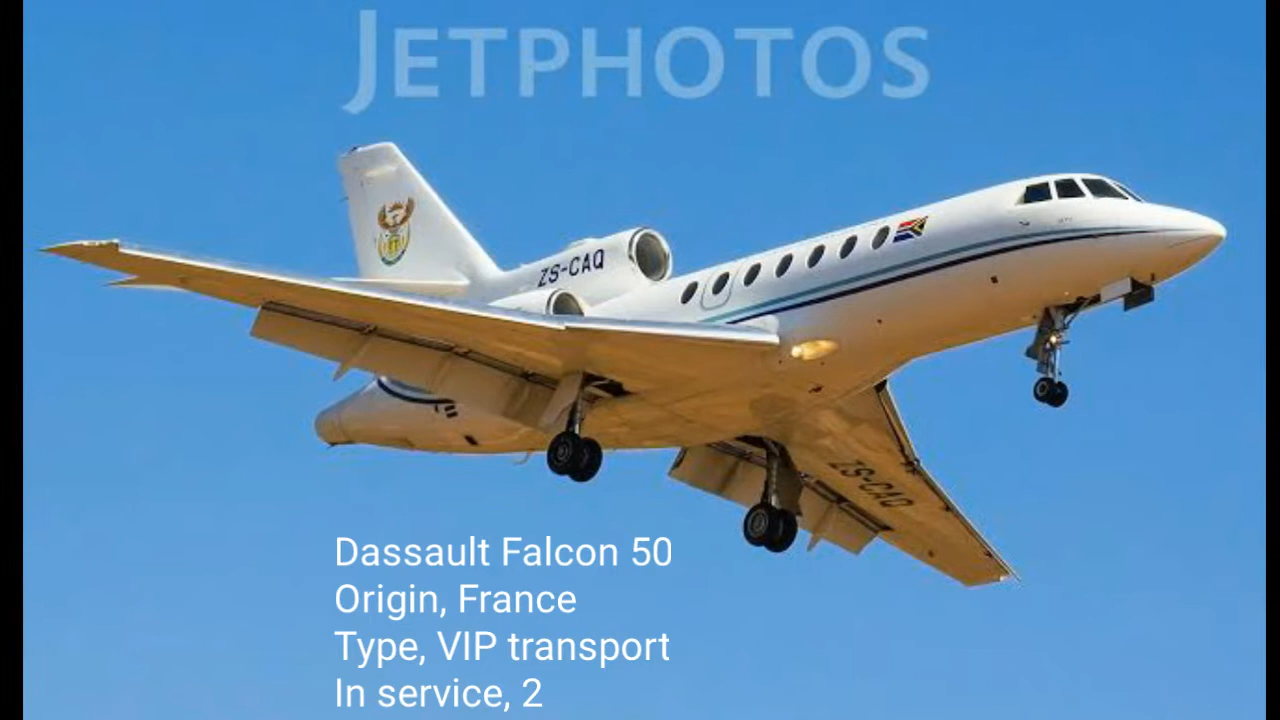 JETPHOTOS
ZS-CAQ
ZS-CAQ
Dassault Falcon 50
Origin, France
Type, VIP transport
In service, 2